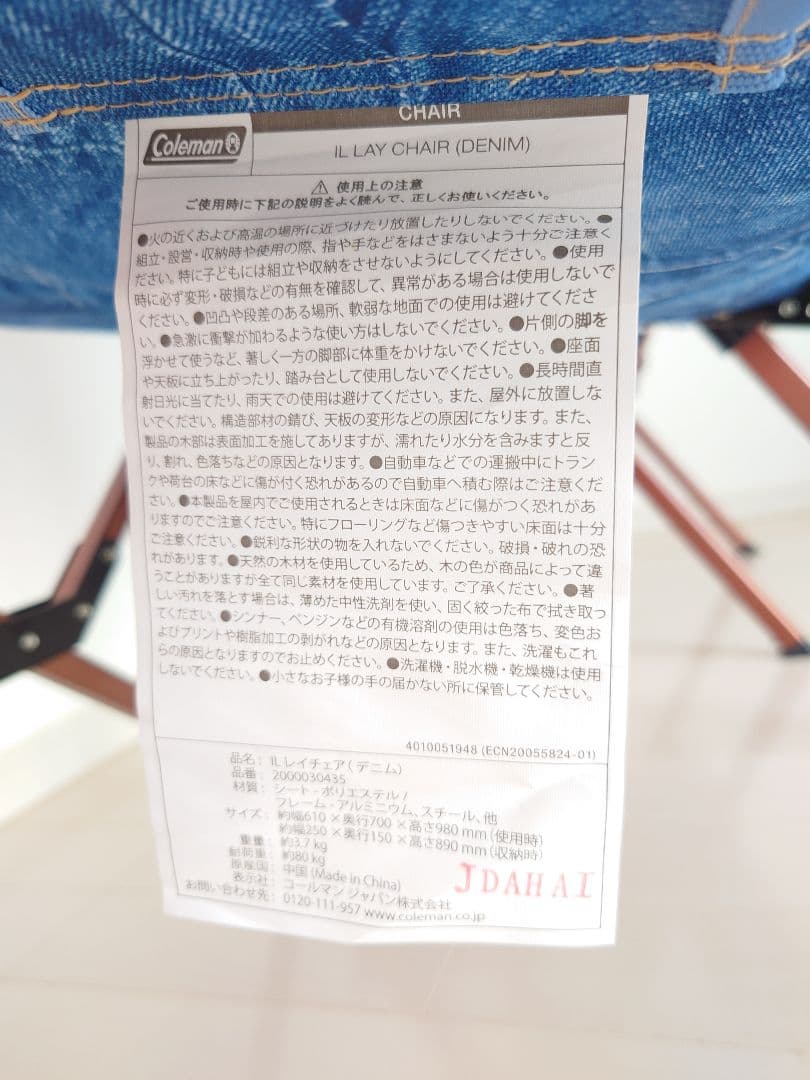 CHAIR
Coleman
IL LAY CHAIR (DENIM)
⚠ 使用上の注意
ご使用時に下記の説明をよく読んで、正しくお使いください。
●火の近くおよび高温の場所に近づけたり放置したりしないでください。●
組立・設営・収納時や使用の際、指や手などをはさまないよう十分ご注意く
ださい。特に子どもには組立や収納をさせないようにしてください。●使用
時に必ず変形・破損などの有無を確認して、異常がある場合は使用しないで
ください。●凹凸や段差のある場所、軟弱な地面での使用は避けてくださ
い。●急激に衝撃が加わるような使い方はしないでください。●片側の脚を
浮かせて使うなど、著しく一方の脚部に体重をかけないでください。●座面
や天板に立ち上がったり、踏み台として使用しないでください。●長時間直
射日光に当てたり、雨天での使用は避けてください。また、屋外に放置しな
いでください。構造部材の錆び、天板の変形などの原因になります。また、
製品の木部は表面加工を施してありますが、濡れたり水分を含みますと反
り、割れ、色落ちなどの原因となります。●自動車などでの運搬中にトラン
クや荷台の床などに傷が付く恐れがあるので自動車へ積む際はご注意くだ
さい。●本製品を屋内でご使用されるときは床面などに傷がつく恐れがあ
りますのでご注意ください。特にフローリングなど傷つきやすい床面は十分
ご注意ください。●鋭利な形状の物を入れないでください。破損・破れの恐
れがあります。●天然の木材を使用しているため、木の色が商品によって違
うことがありますが全て同じ素材を使用しています。ご了承ください。●著
しい汚れを落とす場合は、薄めた中性洗剤を使い、固く絞った布で拭き取っ
てください。●シンナー、ベンジンなどの有機溶剤の使用は色落ち、変色お
よびプリントや樹脂加工の剥がれなどの原因となります。また、洗濯もこれ
らの原因となりますのでお止めください。●洗濯機・脱水機・乾燥機は使用
しないでください。●小さなお子様の手の届かない所に保管してください。
4010051948 (ECN20055824-01)
品名： IL レイチェア（デニム）
品番： 2000030435
材質： シート・ポリエステル /
フレーム・アルミニウム、スチール、他
サイズ： 約幅610 × 奥行700 × 高さ980 mm（使用時）
約幅250 × 奥行150 × 高さ890 mm（収納時）
重量： 約3.7 kg
耐荷重： 約80 kg
原産国： 中国 (Made in China)
表示社： コールマン ジャパン株式会社
お問い合わせ先： 0120-111-957 www.coleman.co.jp
JDAHAI